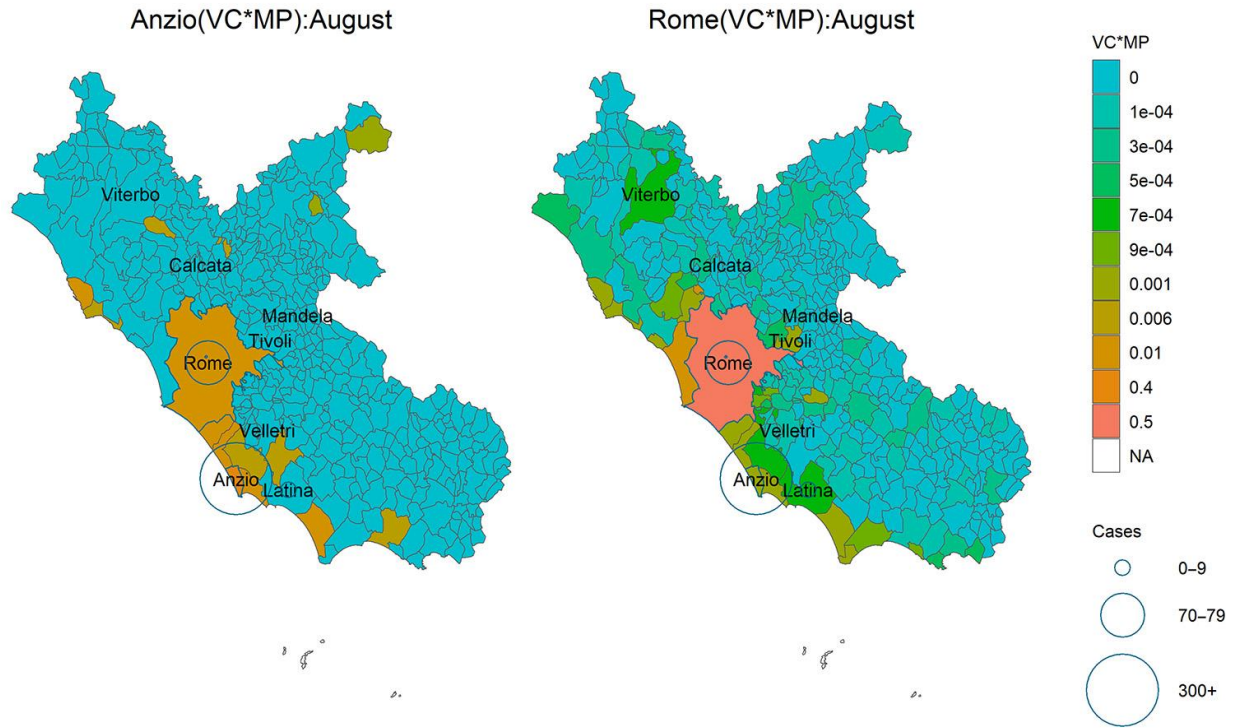 Anzio(VC*MP):August
Rome(VC*MP):August
Viterbo
Calcata
Mandela
Tivoli
Rome
Velletri
Anzio
Latina
Viterbo
Calcata
Mandela
Tivoli
Rome
Velletri
Anzio
Latina
VC*MP
0
1e-04
3e-04
5e-04
7e-04
9e-04
0.001
0.006
0.01
0.4
0.5
NA
Cases
0–9
70–79
300+